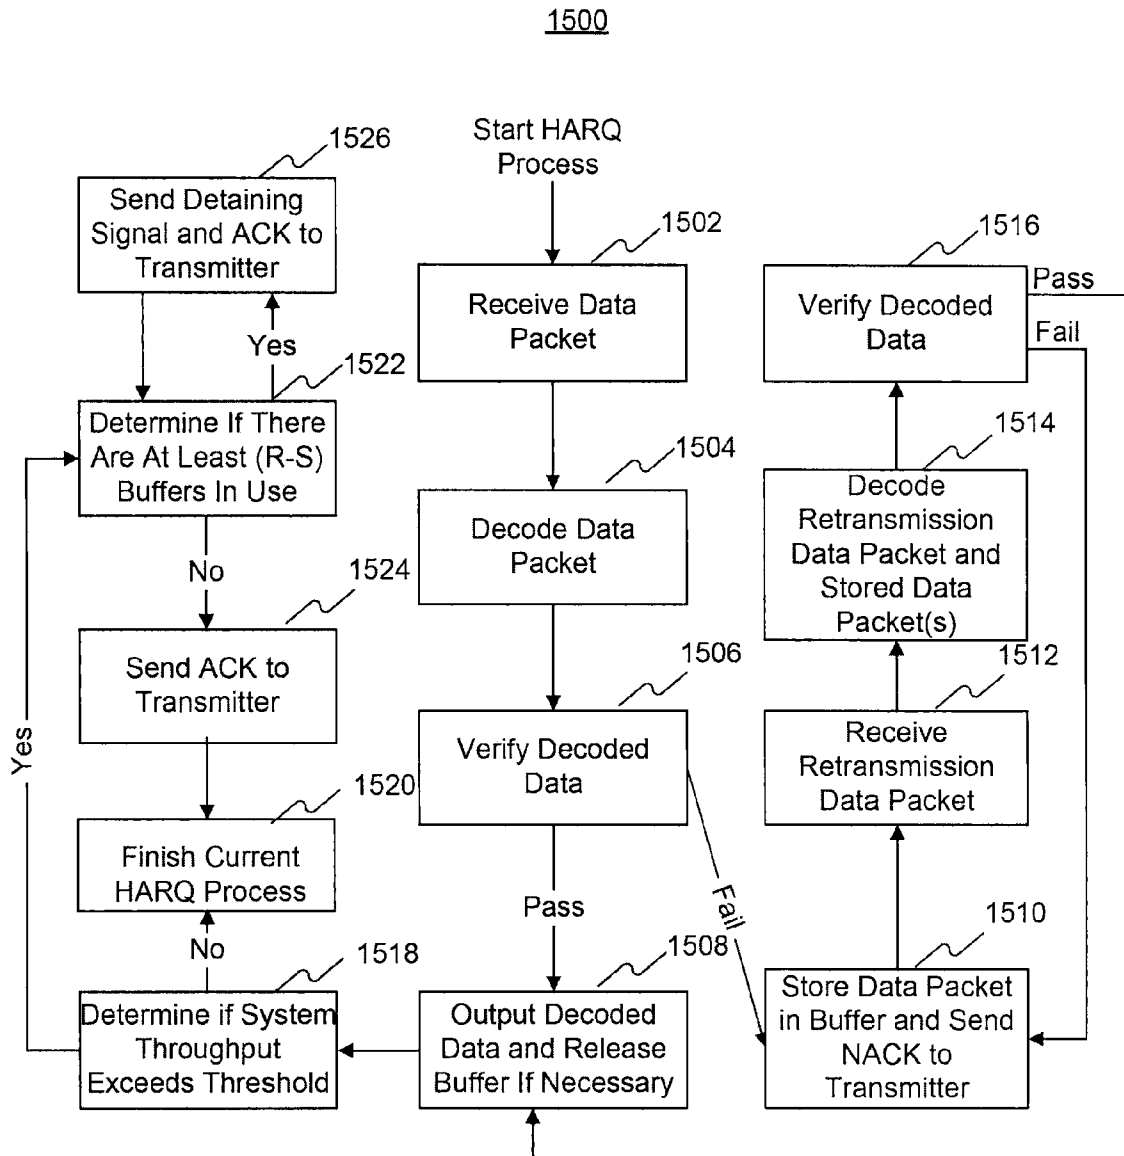 1500
Start HARQ
Process
1526
Send Detaining
Signal and ACK to
Transmitter
Yes
1522
Determine If There
Are At Least (R-S)
Buffers In Use
No
1524
Send ACK to
Transmitter
1520
Finish Current
HARQ Process
No
Yes
1518
Determine if System
Throughput
Exceeds Threshold
1502
Receive Data
Packet
1504
Decode Data
Packet
1506
Verify Decoded
Data
Pass
Fail
1508
Output Decoded
Data and Release
Buffer If Necessary
1516
Verify Decoded
Data
Pass
Fail
1514
Decode
Retransmission
Data Packet and
Stored Data
Packet(s)
1512
Receive
Retransmission
Data Packet
1510
Store Data Packet
in Buffer and Send
NACK to
Transmitter